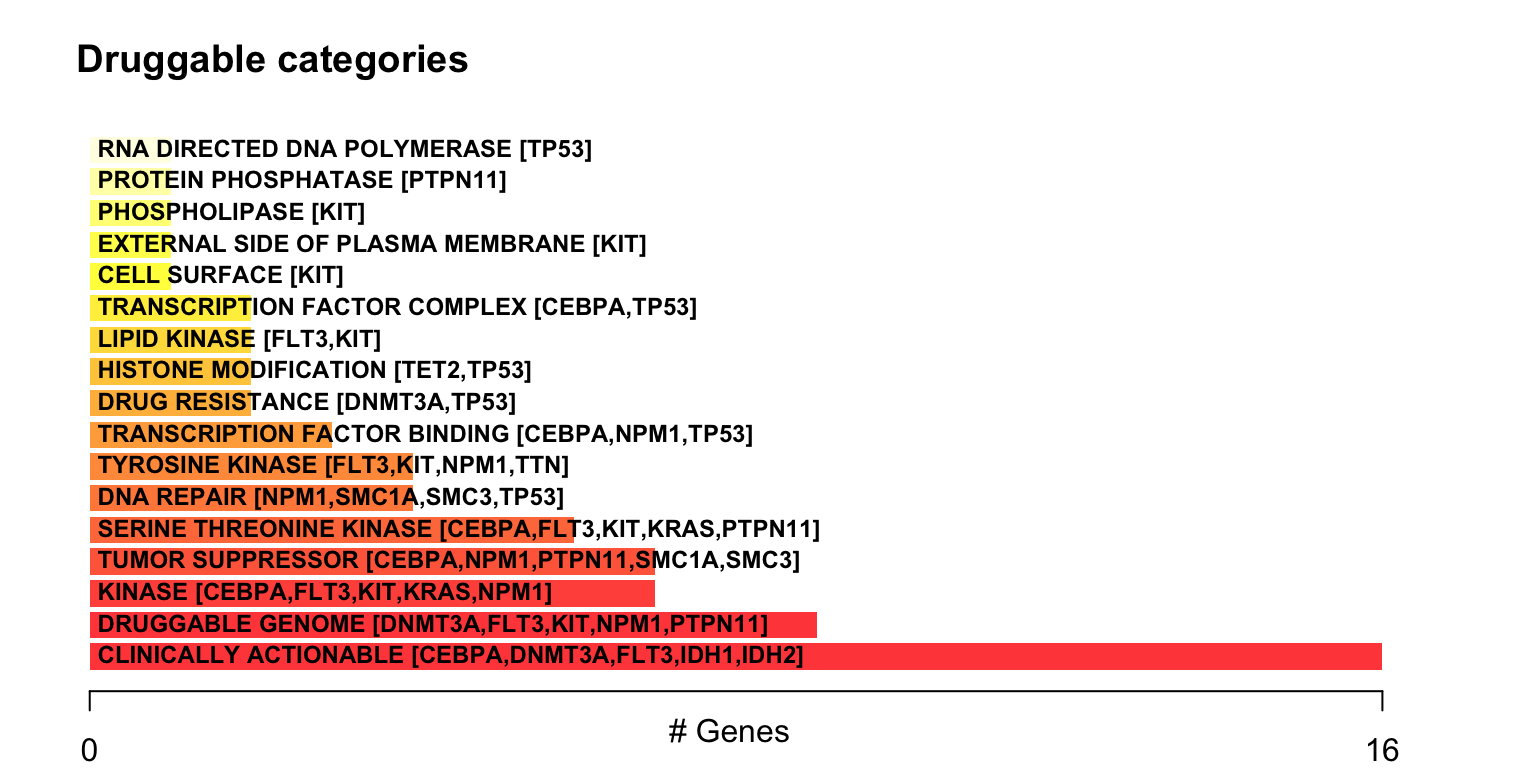 Druggable categories
RNA DIRECTED DNA POLYMERASE [TP53]
PROTEIN PHOSPHATASE [PTPN11]
PHOSPHOLIPASE [KIT]
EXTERNAL SIDE OF PLASMA MEMBRANE [KIT]
CELL SURFACE [KIT]
TRANSCRIPTION FACTOR COMPLEX [CEBPA,TP53]
LIPID KINASE [FLT3,KIT]
HISTONE MODIFICATION [TET2,TP53]
DRUG RESISTANCE [DNMT3A,TP53]
TRANSCRIPTION FACTOR BINDING [CEBPA,NPM1,TP53]
TYROSINE KINASE [FLT3,KIT,NPM1,TTN]
DNA REPAIR [NPM1,SMC1A,SMC3,TP53]
SERINE THREONINE KINASE [CEBPA,FLT3,KIT,KRAS,PTPN11]
TUMOR SUPPRESSOR [CEBPA,NPM1,PTPN11,SMC1A,SMC3]
KINASE [CEBPA,FLT3,KIT,KRAS,NPM1]
DRUGGABLE GENOME [DNMT3A,FLT3,KIT,NPM1,PTPN11]
CLINICALLY ACTIONABLE [CEBPA,DNMT3A,FLT3,IDH1,IDH2]
# Genes
0 16